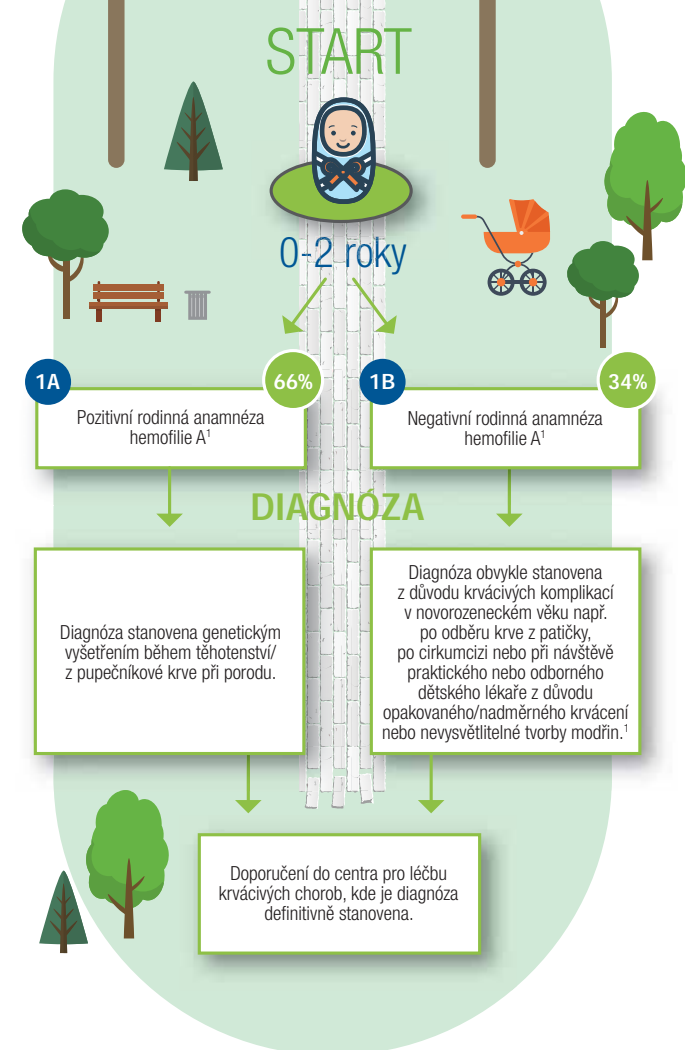 START
0-2 roky
1A
66%
Pozitivní rodinná anamnéza
hemofilie A¹
1B
34%
Negativní rodinná anamnéza
hemofilie A¹
DIAGNÓZA
Diagnóza stanovena genetickým
vyšetřením během těhotenství/
z pupečníkové krve při porodu.
Diagnóza obvykle stanovena
z důvodu krvácivých komplikací
v novorozeneckém věku např.
po odběru krve z patičky,
po cirkumcizi nebo při návštěvě
praktického nebo odborného
dětského lékaře z důvodu
opakovaného/nadměrného krvácení
nebo nevysvětlitelné tvorby modřin.¹
Doporučení do centra pro léčbu
krvácivých chorob, kde je diagnóza
definitivně stanovena.